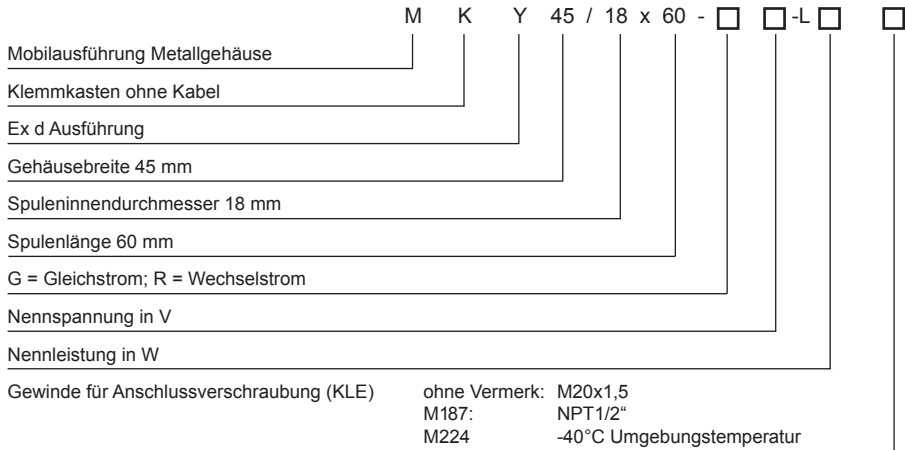 M K Y 45 / 18 x 60 - □ □ -L □ □
Mobilausführung Metallgehäuse
Klemmkasten ohne Kabel
Ex d Ausführung
Gehäusebreite 45 mm
Spuleninnendurchmesser 18 mm
Spulenlänge 60 mm
G = Gleichstrom; R = Wechselstrom
Nennspannung in V
Nennleistung in W
Gewinde für Anschlussverschraubung (KLE) ohne Vermerk: M20x1,5
M187: NPT1/2“
M224 -40°C Umgebungstemperatur